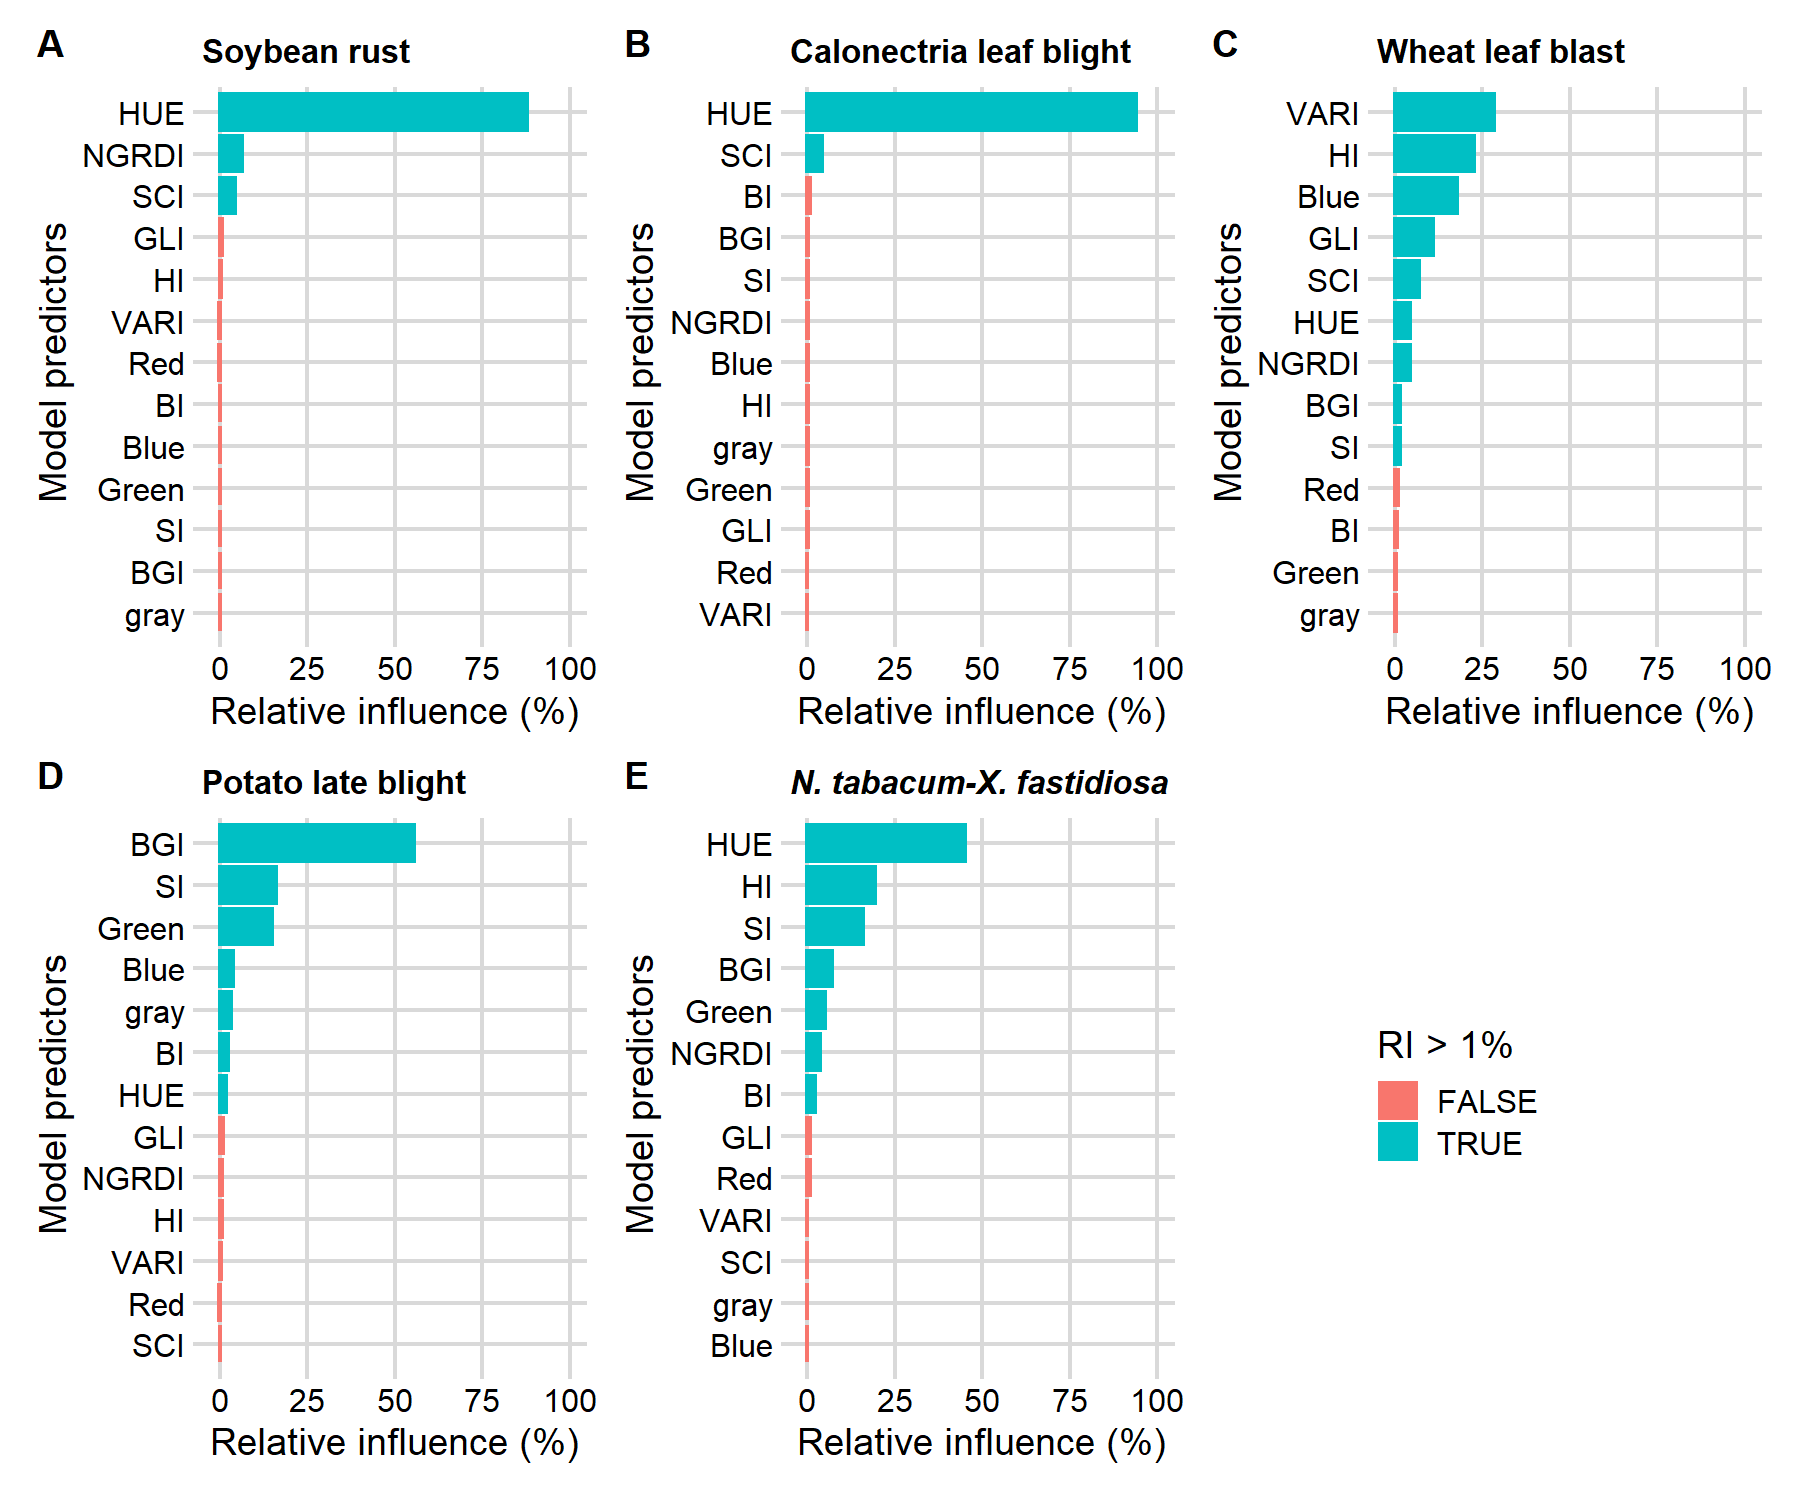 A
Soybean rust
Model predictors
HUE
NGRDI
SCI
GLI
HI
VARI
Red
BI
Blue
Green
SI
BGI
gray
0 25 50 75 100
Relative influence (%)
B
Calonectria leaf blight
Model predictors
HUE
SCI
BI
BGI
SI
NGRDI
Blue
HI
gray
Green
GLI
Red
VARI
0 25 50 75 100
Relative influence (%)
C
Wheat leaf blast
Model predictors
VARI
HI
Blue
GLI
SCI
HUE
NGRDI
BGI
SI
Red
BI
Green
gray
0 25 50 75 100
Relative influence (%)
D
Potato late blight
Model predictors
BGI
SI
Green
Blue
gray
BI
HUE
GLI
NGRDI
HI
VARI
Red
SCI
0 25 50 75 100
Relative influence (%)
E
N. tabacum-X. fastidiosa
Model predictors
HUE
HI
SI
BGI
Green
NGRDI
BI
GLI
Red
VARI
SCI
gray
Blue
0 25 50 75 100
Relative influence (%)
RI > 1%
FALSE
TRUE